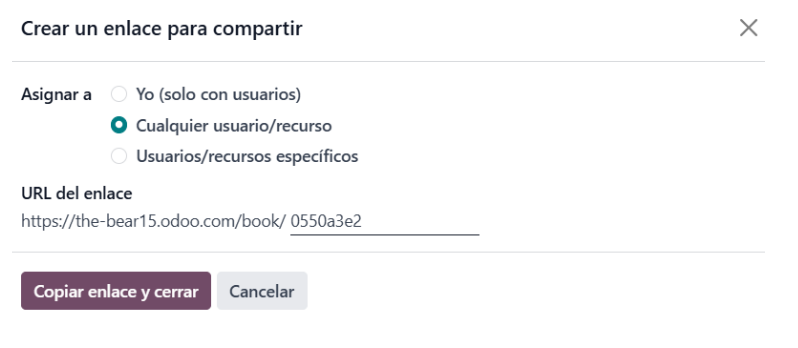 Crear un enlace para compartir
Asignar a Yo (solo con usuarios)
Cualquier usuario/recurso
Usuarios/recursos específicos
URL del enlace
https://the-bear15.odoo.com/book/ 0550a3e2
Copiar enlace y cerrar Cancelar